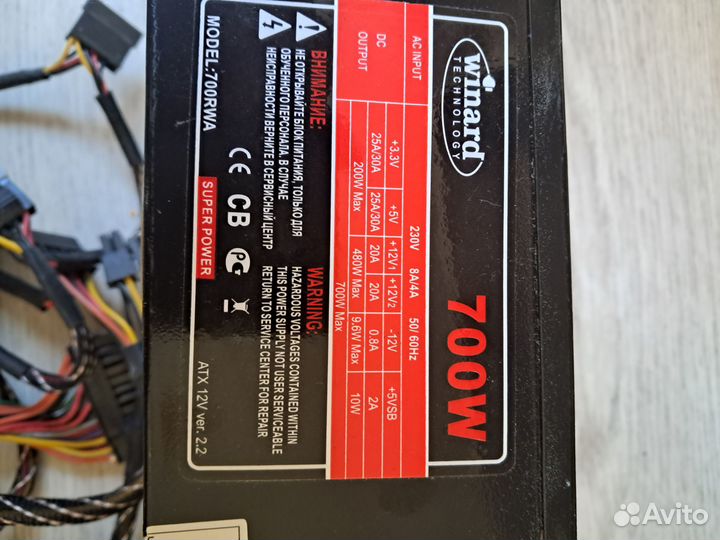 winard
TECHNOLOGY
700W
AC INPUT 230V 8A/4A 50/60Hz
DC +3.3V +5V +12V1 +12V2 -12V +5VSB
OUTPUT 25A/30A 25A/30A 20A 20A 0,8A 2A
200W Max 480W Max 9.6W Max 10W
700W Max
ВНИМАНИЕ:
НЕ ОТКРЫВАЙТЕ БЛОК ПИТАНИЯ, ТОЛЬКО ДЛЯ
ОБУЧЕННОГО ПЕРСОНАЛА, В СЛУЧАЕ
НЕИСПРАВНОСТИ ВЕРНИТЕ В СЕРВИСНЫЙ ЦЕНТР
WARNING:
HAZARDOUS VOLTAGES CONTAINED WITHIN
THIS POWER SUPPLY NOT USER SERVICEABLE
RETURN TO SERVICE CENTER FOR REPAIR
CE CB PC
MODEL:700RWA
SUPER POWER
ATX 12V ver. 2.2
Avito